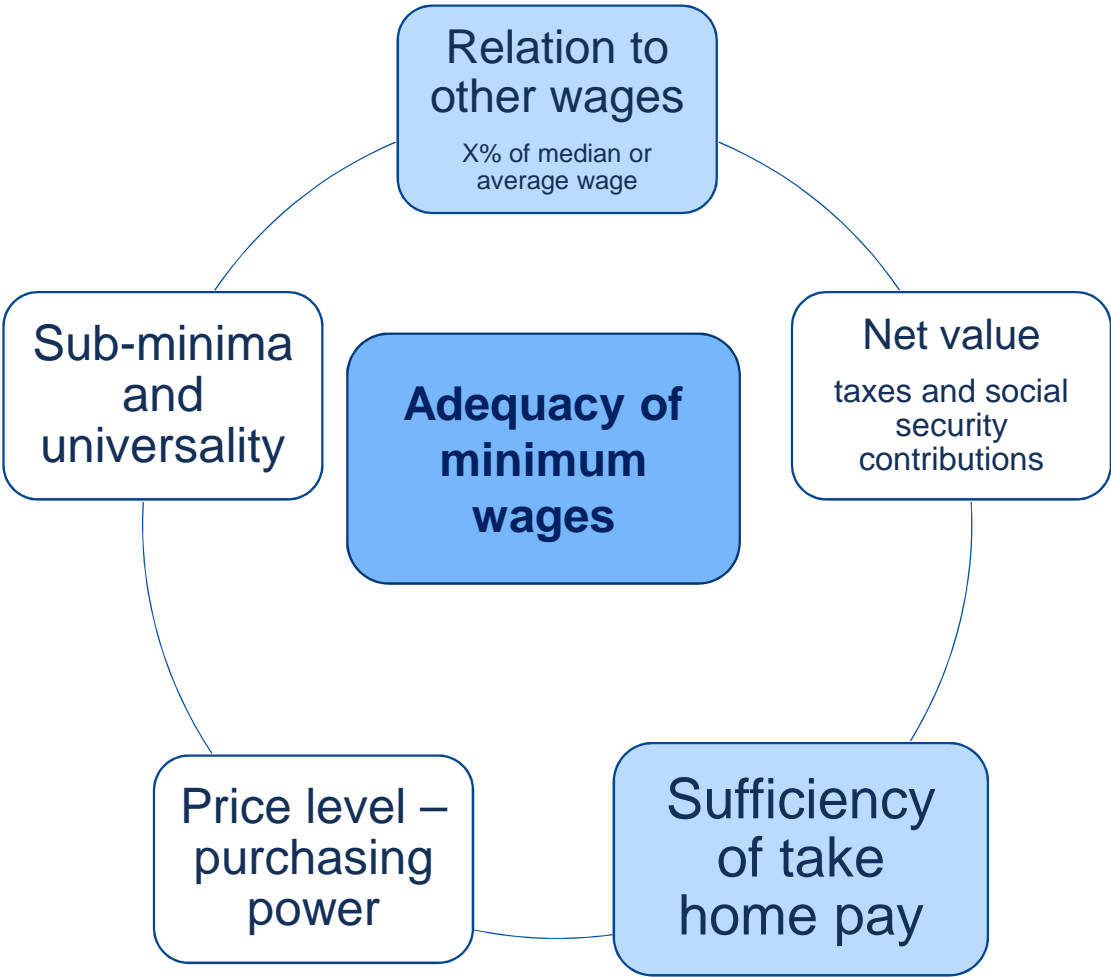 Relation to
other wages
X% of median or
average wage
Sub-minima
and
universality
Adequacy of
minimum
wages
Net value
taxes and social
security
contributions
Price level –
purchasing
power
Sufficiency
of take
home pay